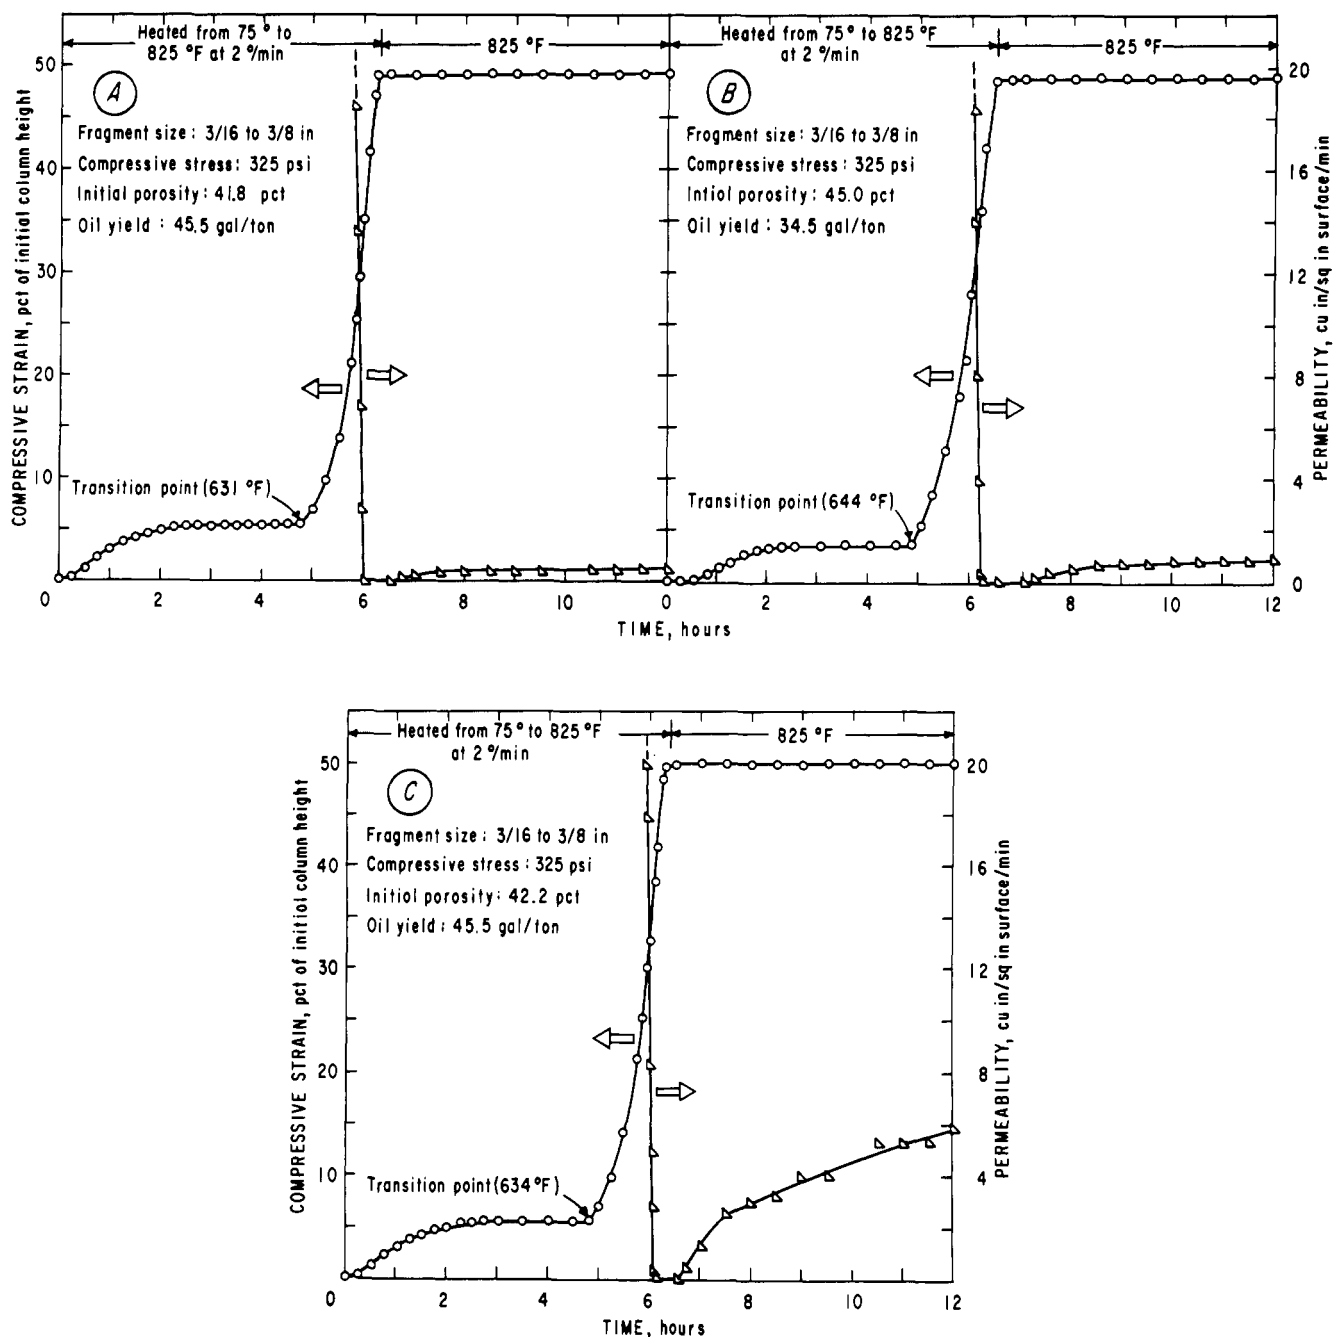 Heated from 75° to
825 °F at 2 °/min
825 °F
A
Fragment size: 3/16 to 3/8 in
Compressive stress: 325 psi
Initial porosity: 41.8 pct
Oil yield: 45.5 gal/ton
Transition point (631 °F)
COMPRESSIVE STRAIN, pct of initial column height
50
40
30
20
10
0 2 4 6 8 10
Heated from 75° to 825 °F
at 2 °/min
825 °F
B
Fragment size: 3/16 to 3/8 in
Compressive stress: 325 psi
Intiol porosity: 45.0 pct
Oil yield: 34.5 gal/ton
Transition point (644 °F)
20
16
12
8
4
0
PERMEABILITY, cu in/sq in surface/min
0 2 4 6 8 10 12
TIME, hours
Heated from 75° to 825 °F
at 2 °/min
825 °F
C
Fragment size: 3/16 to 3/8 in
Compressive stress: 325 psi
Initial porosity: 42.2 pct
Oil yield: 45.5 gal/ton
Transition point (634 °F)
COMPRESSIVE STRAIN, pct of initiol column height
50
40
30
20
10
20
16
12
8
4
PERMEABILITY, cu in/sq in surface/min
0 2 4 6 8 10 12
TIME, hours